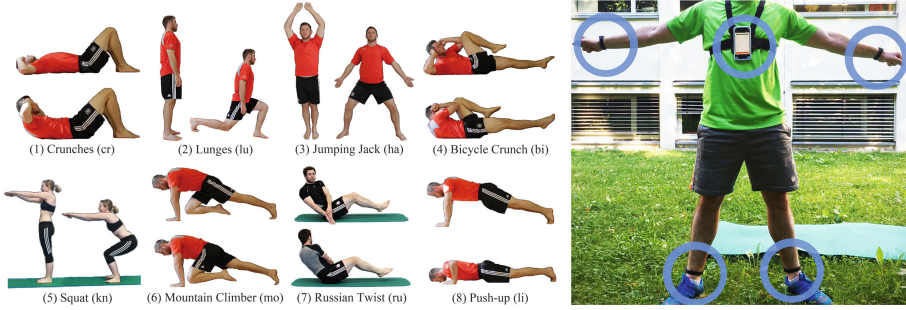 (1) Crunches (cr)
(2) Lunges (lu)
(3) Jumping Jack (ha)
(4) Bicycle Crunch (bi)
(5) Squat (kn)
(6) Mountain Climber (mo)
(7) Russian Twist (ru)
(8) Push-up (li)